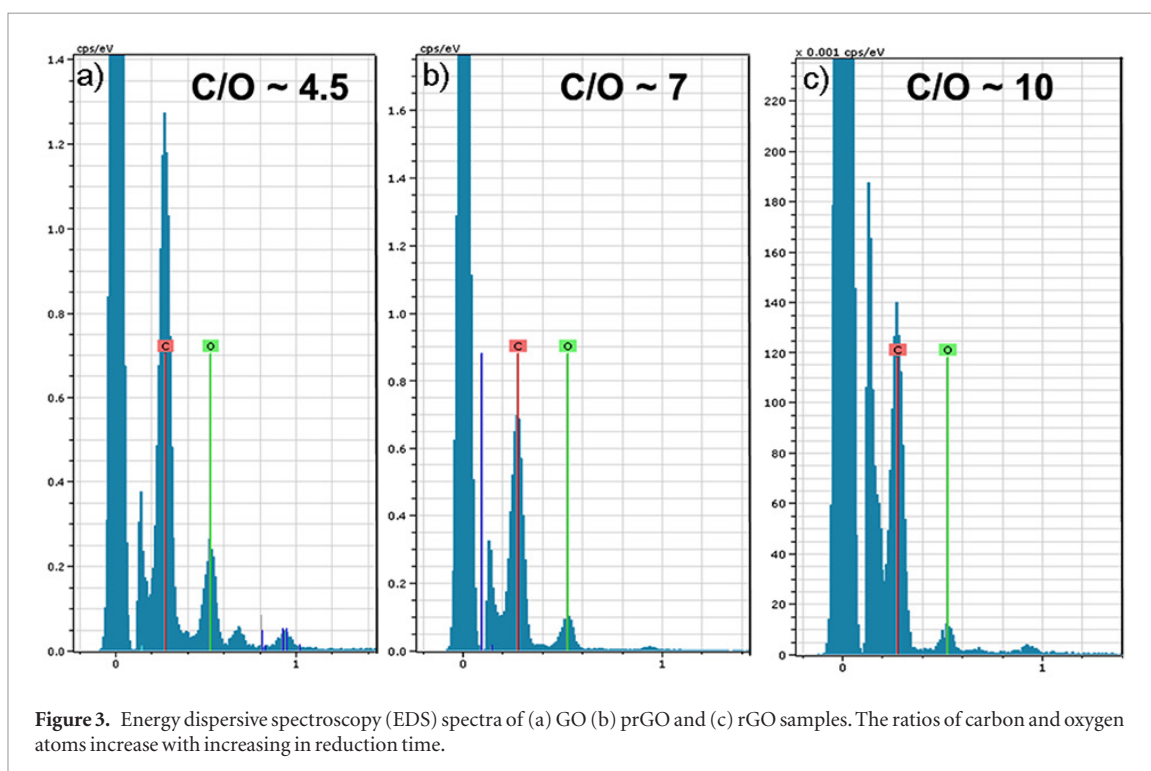 cps/eV
a)
C/O ~ 4.5
1.4
1.2
1.0
0.8
0.6
0.4
0.2
0.0
C
O
0
1
cps/eV
b)
C/O ~ 7
1.6
1.4
1.2
1.0
0.8
0.6
0.4
0.2
0.0
C
O
0
1
x 0.001 cps/eV
c)
C/O ~ 10
220
200
180
160
140
120
100
80
60
40
20
0
C
O
0
1
Figure 3. Energy dispersive spectroscopy (EDS) spectra of (a) GO (b) prGO and (c) rGO samples. The ratios of carbon and oxygen
atoms increase with increasing in reduction time.